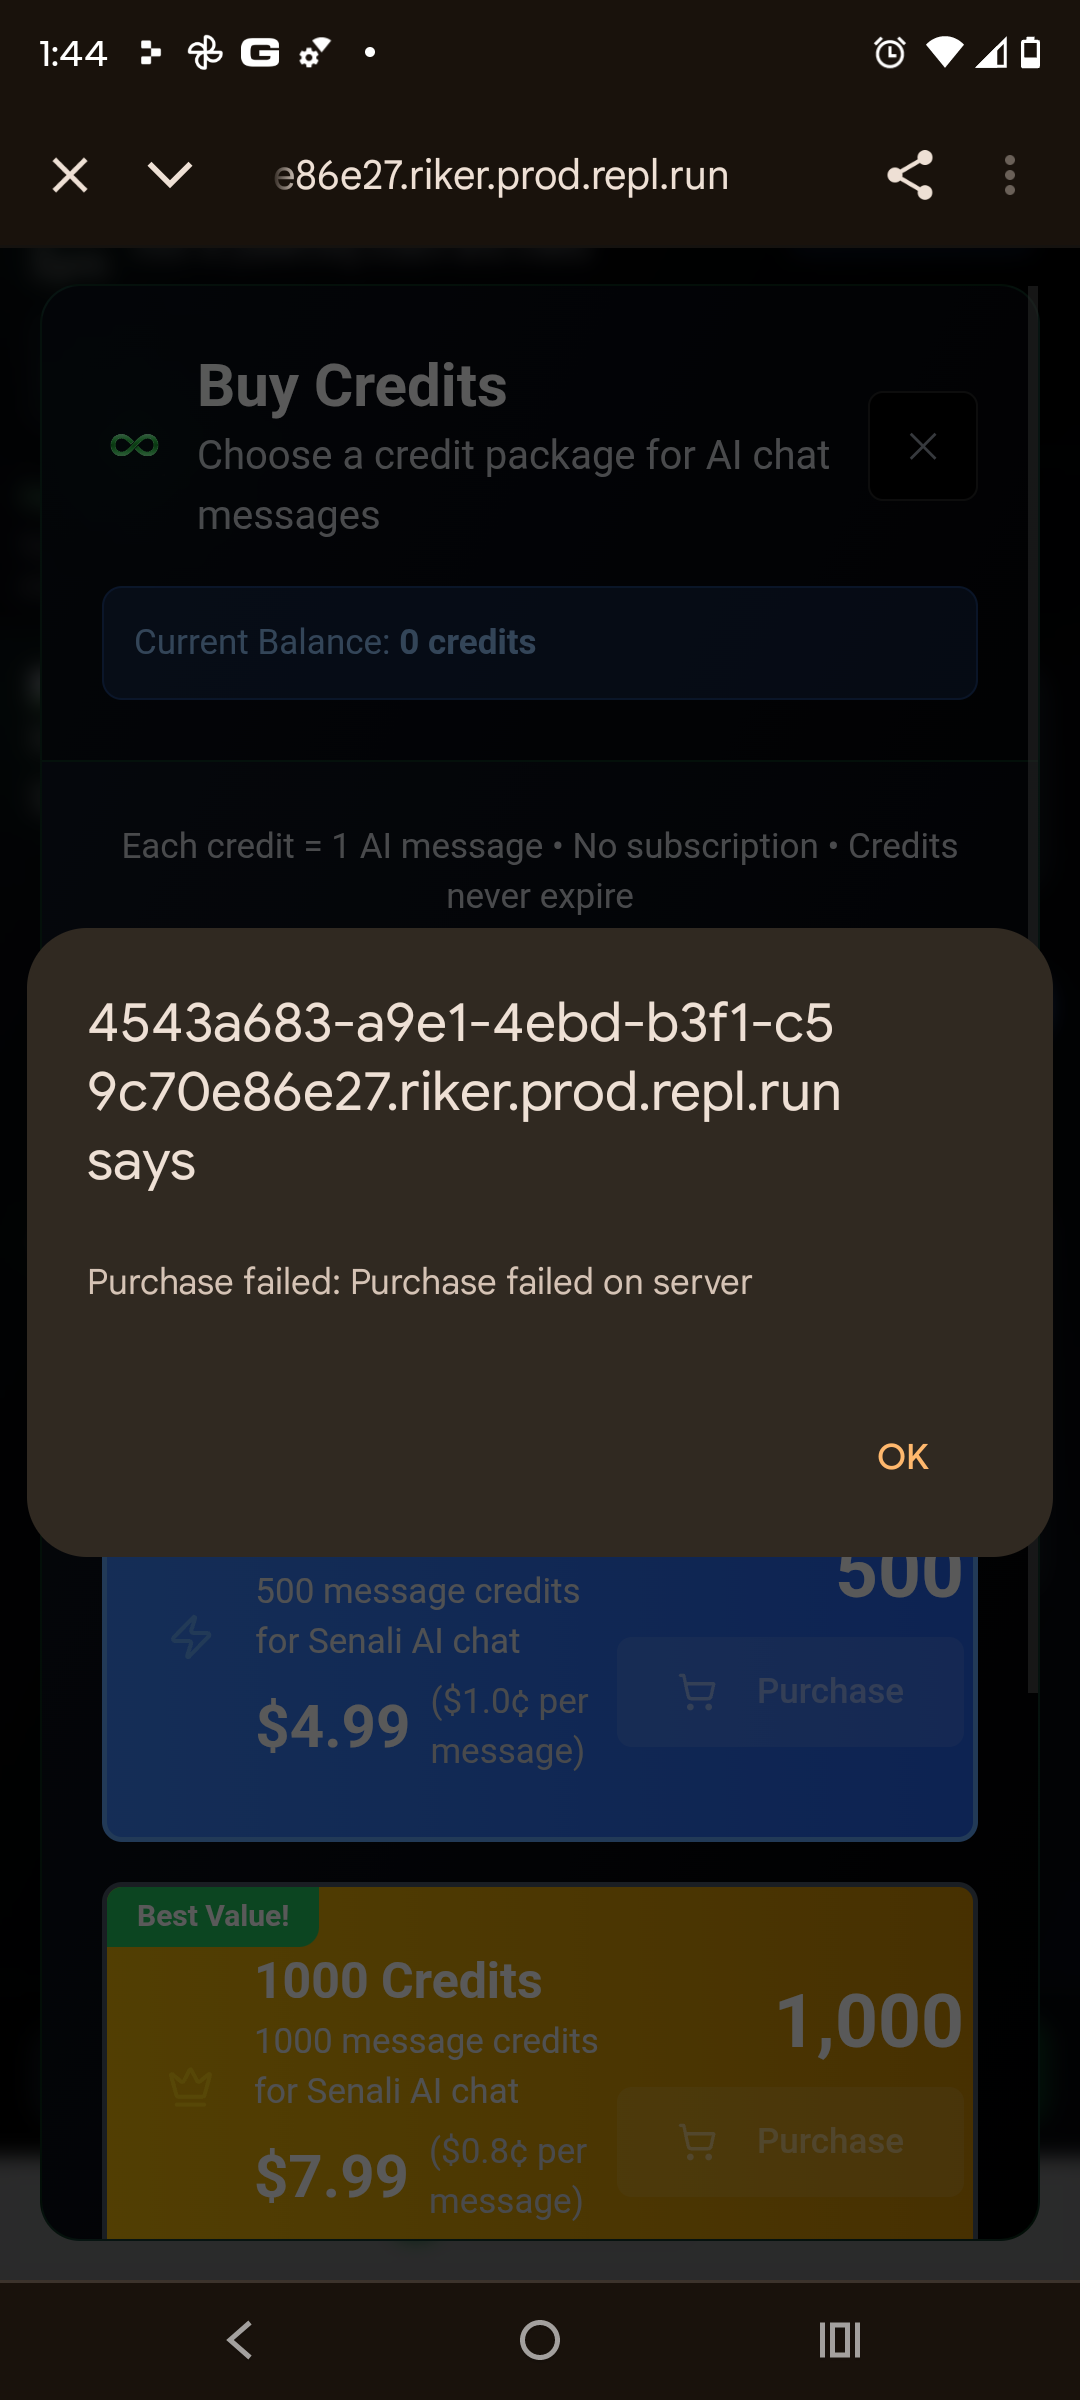 1:44
e86e27.riker.prod.repl.run
Buy Credits
Choose a credit package for AI chat
messages
Current Balance: 0 credits
Each credit = 1 AI message • No subscription • Credits
never expire
4543a683-a9e1-4ebd-b3f1-c5
9c70e86e27.riker.prod.repl.run
says
Purchase failed: Purchase failed on server
OK
500
500 message credits
for Senali AI chat
$4.99
($1.0¢ per
message)
Purchase
Best Value!
1000 Credits
1000 message credits
for Senali AI chat
1,000
$7.99
($0.8¢ per
message)
Purchase